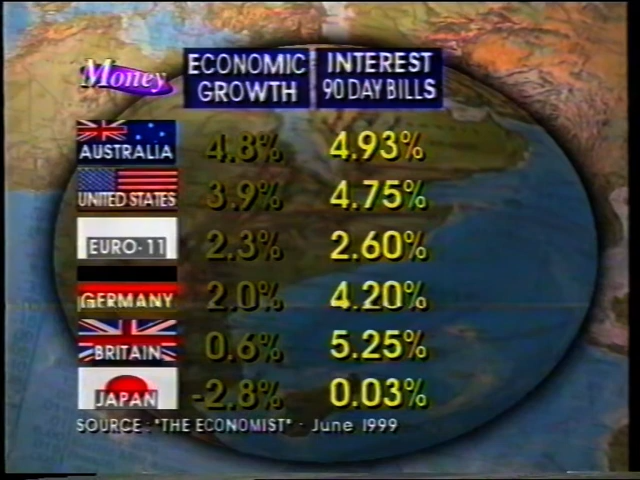 Money
ECONOMIC GROWTH
INTEREST 90 DAY BILLS
AUSTRALIA 4.8% 4.93%
UNITED STATES 3.9% 4.75%
EURO-11 2.3% 2.60%
GERMANY 2.0% 4.20%
BRITAIN 0.6% 5.25%
JAPAN -2.8% 0.03%
SOURCE: "THE ECONOMIST" - June 1999